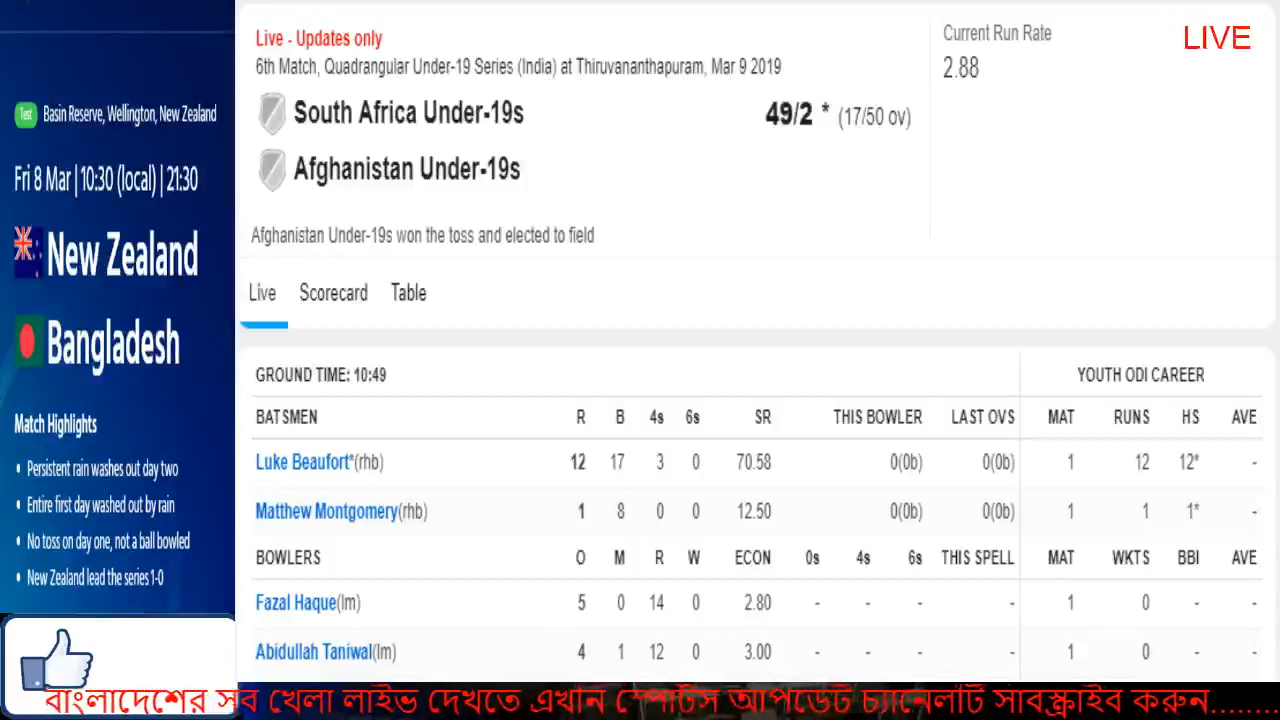 Test Basin Reserve, Wellington, New Zealand
Fri 8 Mar | 10:30 (local) | 21:30
New Zealand
Bangladesh
Match Highlights
• Persistent rain washes out day two
• Entire first day washed out by rain
• No toss on day one, not a ball bowled
• New Zealand lead the series 1-0
Live - Updates only
6th Match, Quadrangular Under-19 Series (India) at Thiruvananthapuram, Mar 9 2019
South Africa Under-19s 49/2 * (17/50 ov)
Afghanistan Under-19s
Afghanistan Under-19s won the toss and elected to field
Current Run Rate
2.88
LIVE
Live Scorecard Table
GROUND TIME: 10:49 YOUTH ODI CAREER
BATSMEN R B 4s 6s SR THIS BOWLER LAST OVS MAT RUNS HS AVE
Luke Beaufort*(rhb) 12 17 3 0 70.58 0(0b) 0(0b) 1 12 12* -
Matthew Montgomery(rhb) 1 8 0 0 12.50 0(0b) 0(0b) 1 1 1* -
BOWLERS O M R W ECON 0s 4s 6s THIS SPELL MAT WKTS BBI AVE
Fazal Haque(lm) 5 0 14 0 2.80 - - - - 1 0 - -
Abidullah Taniwal(lm) 4 1 12 0 3.00 - - - - 1 0 - -
বাংলাদেশের সব খেলা লাইভ দেখতে এখান স্পোর্টস আপডেট চ্যানেলটি সাবস্ক্রাইব করুন........